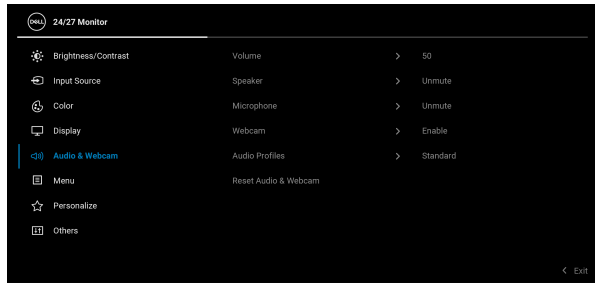 DELL 24/27 Monitor
Brightness/Contrast Volume > 50
Input Source Speaker > Unmute
Color Microphone > Unmute
Display Webcam > Enable
Audio & Webcam Audio Profiles > Standard
Menu Reset Audio & Webcam
Personalize
Others
< Exit